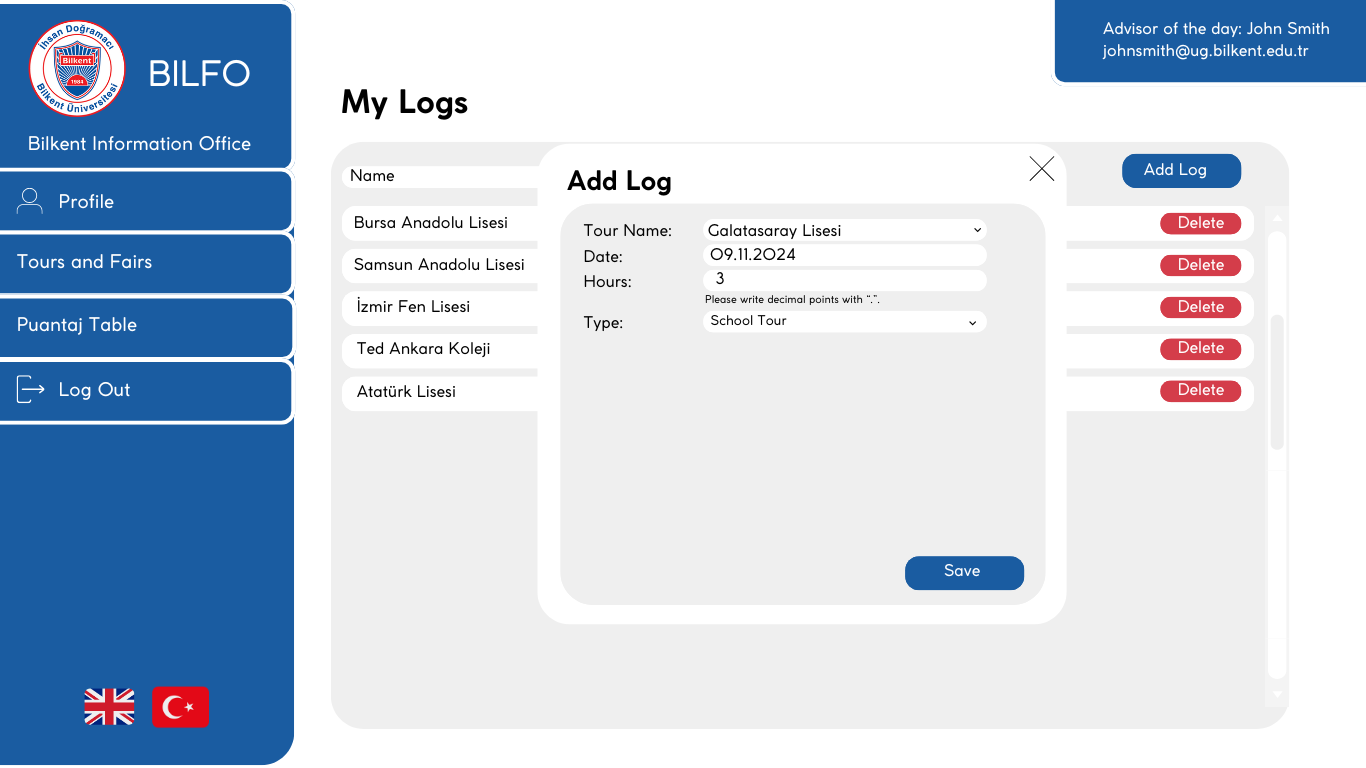 İhsan Doğramacı
Bilkent
1984
Bilkent Üniversitesi
BILFO
Bilkent Information Office
Profile
Tours and Fairs
Puantaj Table
Log Out
Advisor of the day: John Smith
johnsmith@ug.bilkent.edu.tr
My Logs
Name
Add Log
Bursa Anadolu Lisesi
Delete
Samsun Anadolu Lisesi
Delete
İzmir Fen Lisesi
Delete
Ted Ankara Koleji
Delete
Atatürk Lisesi
Delete
Add Log
Tour Name: Galatasaray Lisesi
Date: 09.11.2024
Hours: 3
Please write decimal points with “.”.
Type: School Tour
Save